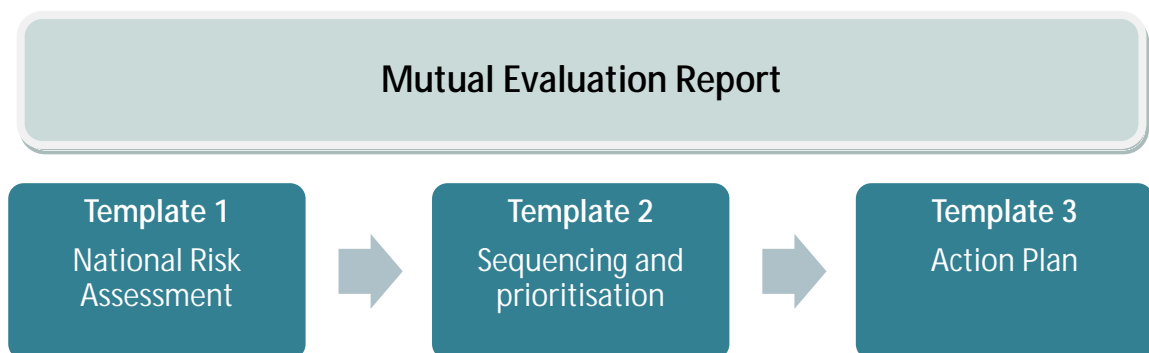 Mutual Evaluation Report
Template 1
National Risk
Assessment
Template 2
Sequencing and
prioritisation
Template 3
Action Plan